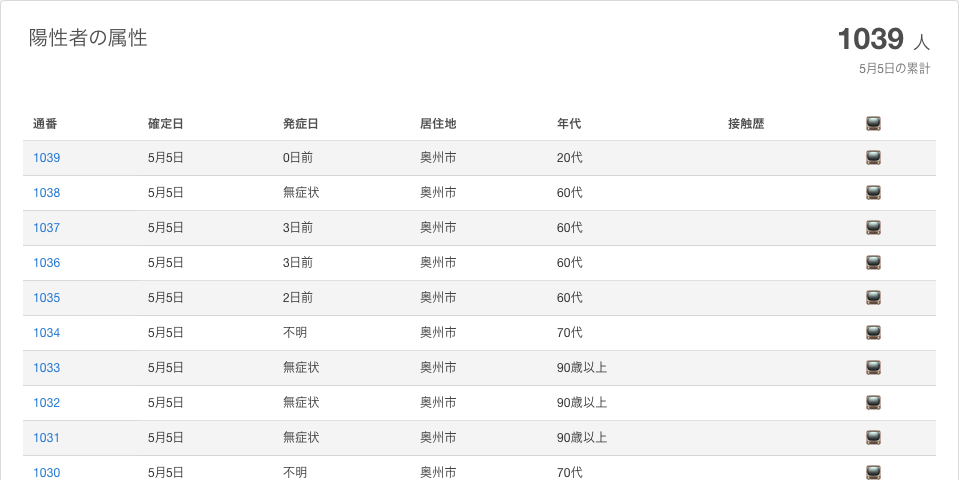 陽性者の属性
1039 人
5月5日の累計
通番 確定日 発症日 居住地 年代 接触歴
1039 5月5日 0日前 奥州市 20代
1038 5月5日 無症状 奥州市 60代
1037 5月5日 3日前 奥州市 60代
1036 5月5日 3日前 奥州市 60代
1035 5月5日 2日前 奥州市 60代
1034 5月5日 不明 奥州市 70代
1033 5月5日 無症状 奥州市 90歳以上
1032 5月5日 無症状 奥州市 90歳以上
1031 5月5日 無症状 奥州市 90歳以上
1030 5月5日 不明 奥州市 70代